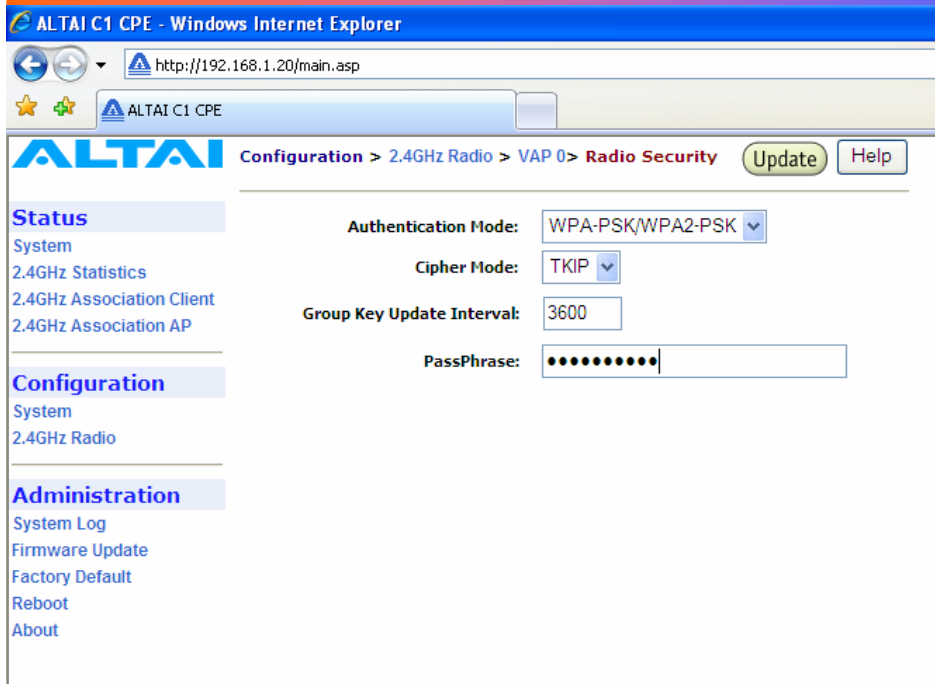 ALTAI C1 CPE - Windows Internet Explorer
http://192.168.1.20/main.asp
ALTAI C1 CPE
ALTAI
Configuration > 2.4GHz Radio > VAP 0> Radio Security Update Help
Status
System
2.4GHz Statistics
2.4GHz Association Client
2.4GHz Association AP
Configuration
System
2.4GHz Radio
Administration
System Log
Firmware Update
Factory Default
Reboot
About
Authentication Mode: WPA-PSK/WPA2-PSK
Cipher Mode: TKIP
Group Key Update Interval: 3600
PassPhrase: ••••••••••